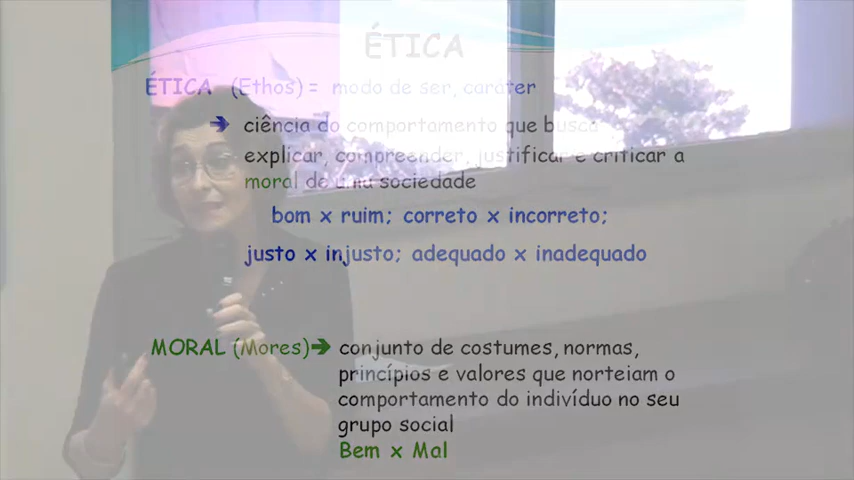 ÉTICA
ÉTICA (Ethos) = modo de ser, caráter
➔ ciência do comportamento que busca
explicar, compreender, justificar e criticar a
moral de uma sociedade
bom x ruim; correto x incorreto;
justo x injusto; adequado x inadequado
MORAL (Mores)➔ conjunto de costumes, normas,
princípios e valores que norteiam o
comportamento do indivíduo no seu
grupo social
Bem x Mal